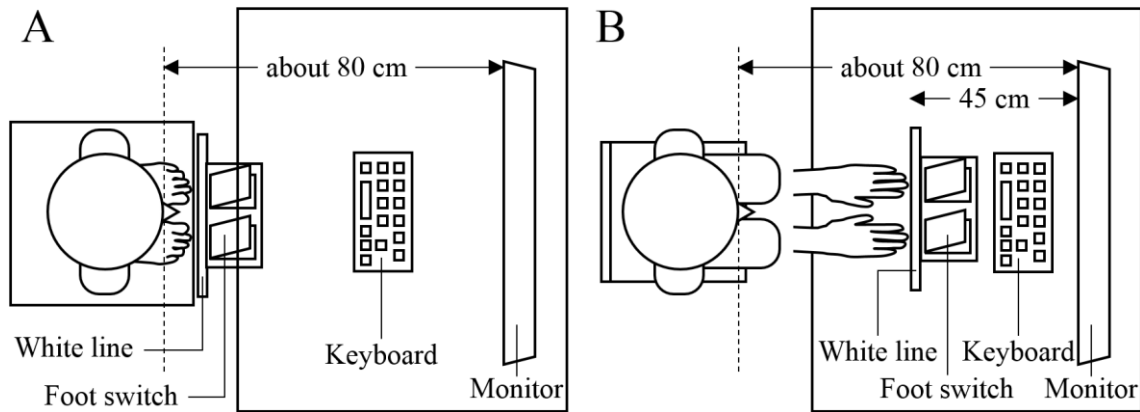 A
about 80 cm
White line
Foot switch
Keyboard
Monitor
B
about 80 cm
45 cm
White line
Keyboard
Foot switch
Monitor